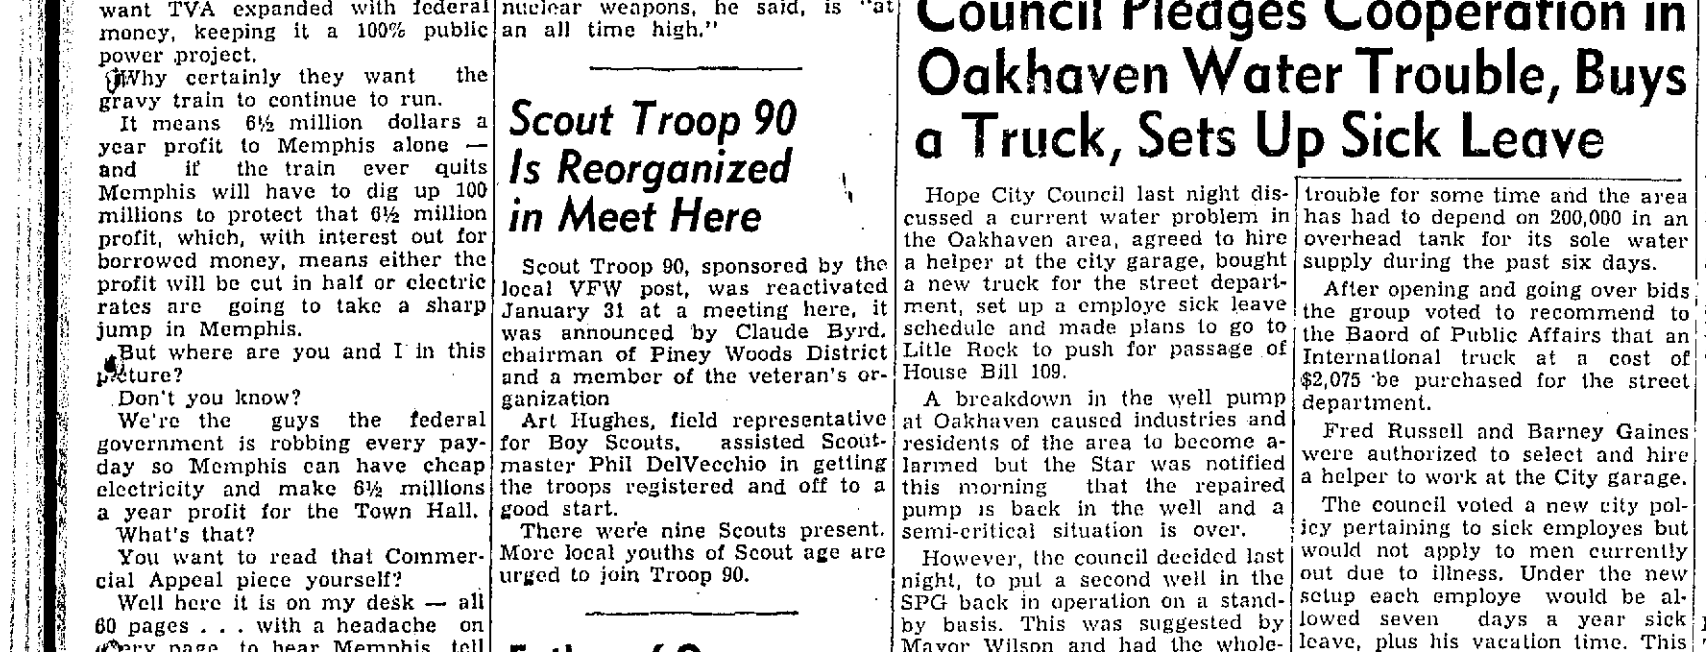 want TVA expanded with federal
money, keeping it a 100% public
power project.
Why certainly they want the
gravy train to continue to run.
It means 6½ million dollars a
year profit to Memphis alone —
and if the train ever quits
Memphis will have to dig up 100
millions to protect that 6½ million
profit, which, with interest out for
borrowed money, means either the
profit will be cut in half or electric
rates are going to take a sharp
jump in Memphis.
But where are you and I in this
picture?
Don't you know?
We're the guys the federal
government is robbing every pay-
day so Memphis can have cheap
electricity and make 6½ millions
a year profit for the Town Hall.
What's that?
You want to read that Commer-
cial Appeal piece yourself?
Well here it is on my desk — all
60 pages . . . with a headache on
page, to hear Memphis tell
nuclear weapons, he said, is "at
an all time high."
Scout Troop 90
Is Reorganized
in Meet Here
Scout Troop 90, sponsored by the
local VFW post, was reactivated
January 31 at a meeting here, it
was announced by Claude Byrd,
chairman of Piney Woods District
and a member of the veteran's or-
ganization
Art Hughes, field representative
for Boy Scouts, assisted Scout-
master Phil DelVecchio in getting
the troops registered and off to a
good start.
There were nine Scouts present.
More local youths of Scout age are
urged to join Troop 90.
Council Pledges Cooperation in
Oakhaven Water Trouble, Buys
a Truck, Sets Up Sick Leave
Hope City Council last night dis-
cussed a current water problem in
the Oakhaven area, agreed to hire
a helper at the city garage, bought
a new truck for the street depart-
ment, set up a employe sick leave
schedule and made plans to go to
Litle Rock to push for passage of
House Bill 109.
A breakdown in the well pump
at Oakhaven caused industries and
residents of the area to become a-
larmed but the Star was notified
this morning that the repaired
pump is back in the well and a
semi-critical situation is over.
However, the council decided last
night, to put a second well in the
SPG back in operation on a stand-
by basis. This was suggested by
Mayor Wilson and had the whole-
trouble for some time and the area
has had to depend on 200,000 in an
overhead tank for its sole water
supply during the past six days.
After opening and going over bids
the group voted to recommend to
the Baord of Public Affairs that an
International truck at a cost of
$2,075 be purchased for the street
department.
Fred Russell and Barney Gaines
were authorized to select and hire
a helper to work at the City garage.
The council voted a new city pol-
icy pertaining to sick employes but
would not apply to men currently
out due to illness. Under the new
setup each employe would be al-
lowed seven days a year sick
leave, plus his vacation time. This